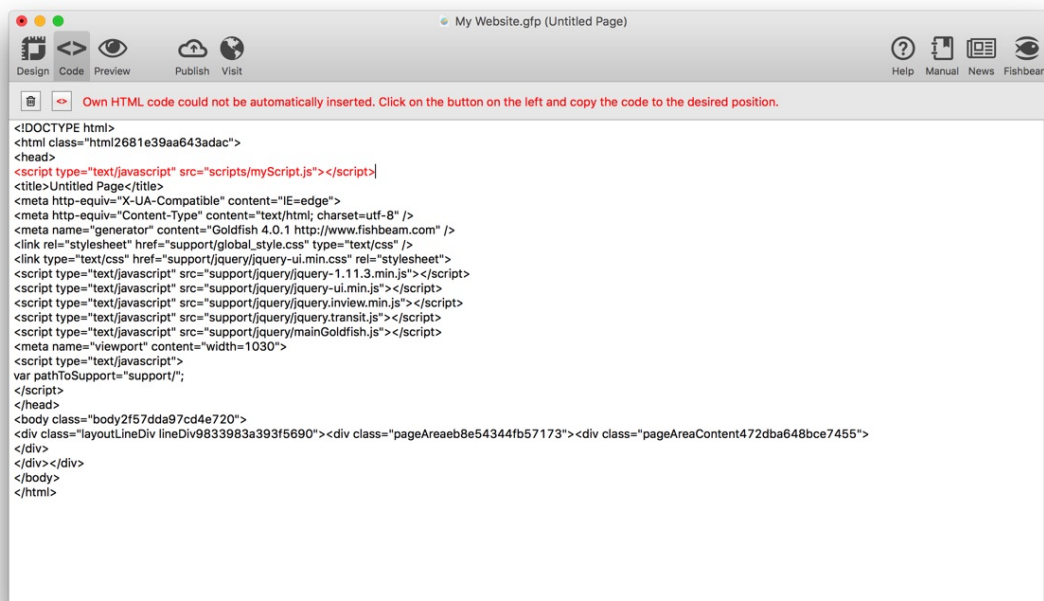 My Website.gfp (Untitled Page)
Design Code Preview Publish Visit Help Manual News Fishbeam
Own HTML code could not be automatically inserted. Click on the button on the left and copy the code to the desired position.
<!DOCTYPE html>
<html class="html2681e39aa643adac">
<head>
<script type="text/javascript" src="scripts/myScript.js"></script>
<title>Untitled Page</title>
<meta http-equiv="X-UA-Compatible" content="IE=edge">
<meta http-equiv="Content-Type" content="text/html; charset=utf-8" />
<meta name="generator" content="Goldfish 4.0.1 http://www.fishbeam.com" />
<link rel="stylesheet" href="support/global_style.css" type="text/css" />
<link type="text/css" href="support/jquery/jquery-ui.min.css" rel="stylesheet">
<script type="text/javascript" src="support/jquery/jquery-1.11.3.min.js"></script>
<script type="text/javascript" src="support/jquery/jquery-ui.min.js"></script>
<script type="text/javascript" src="support/jquery/jquery.inview.min.js"></script>
<script type="text/javascript" src="support/jquery/jquery.transit.js"></script>
<script type="text/javascript" src="support/jquery/mainGoldfish.js"></script>
<meta name="viewport" content="width=1030">
<script type="text/javascript">
var pathToSupport="support/";
</script>
</head>
<body class="body2f57dda97cd4e720">
<div class="layoutLineDiv lineDiv9833983a393f5690"><div class="pageAreaeb8e54344fb57173"><div class="pageAreaContent472dba648bce7455">
</div>
</div></div>
</body>
</html>